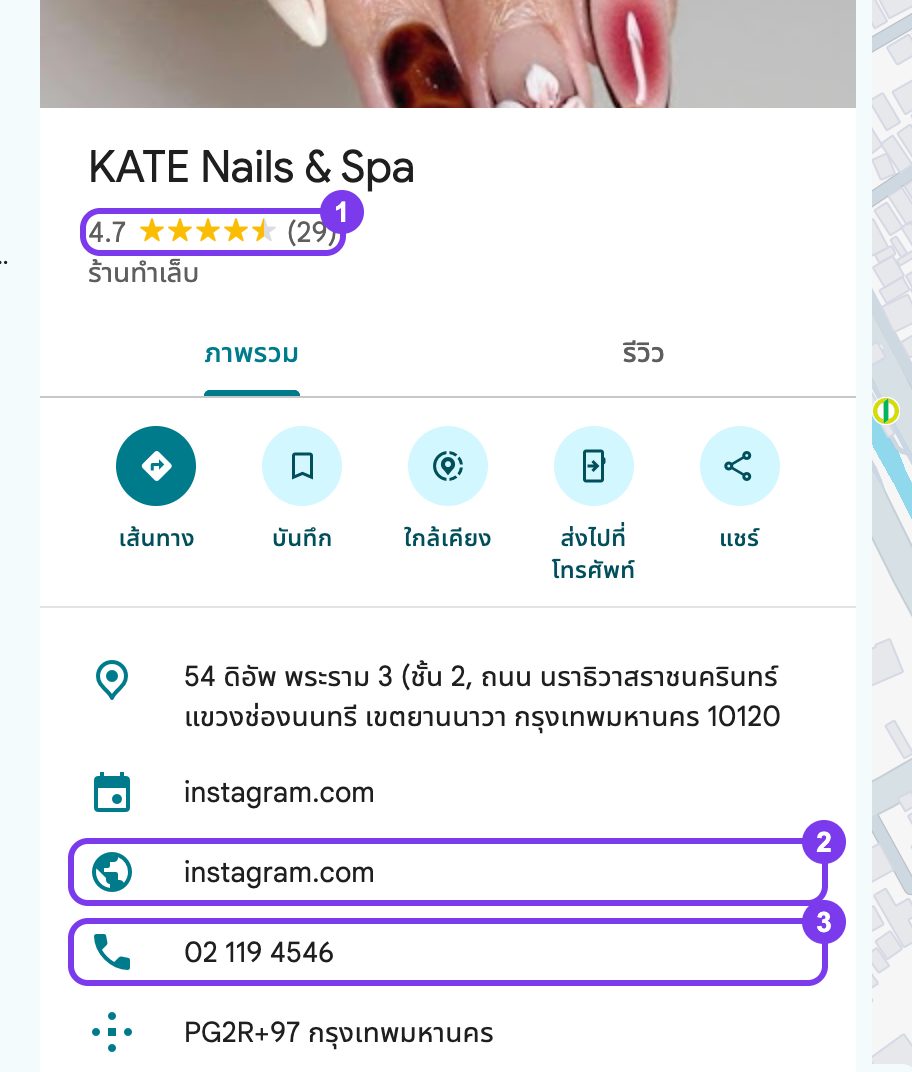 KATE Nails & Spa
1
4.7 (29)
..
ร้านทำเล็บ
ภาพรวม
รีวิว
เส้นทาง
บันทึก
ใกล้เคียง
ส่งไปที่
โทรศัพท์
แชร์
54 ดิอัพ พระราม 3 (ชั้น 2, ถนน นราธิวาสราชนครินทร์
แขวงช่องนนทรี เขตยานนาวา กรุงเทพมหานคร 10120
instagram.com
2
instagram.com
3
02 119 4546
PG2R+97 กรุงเทพมหานคร